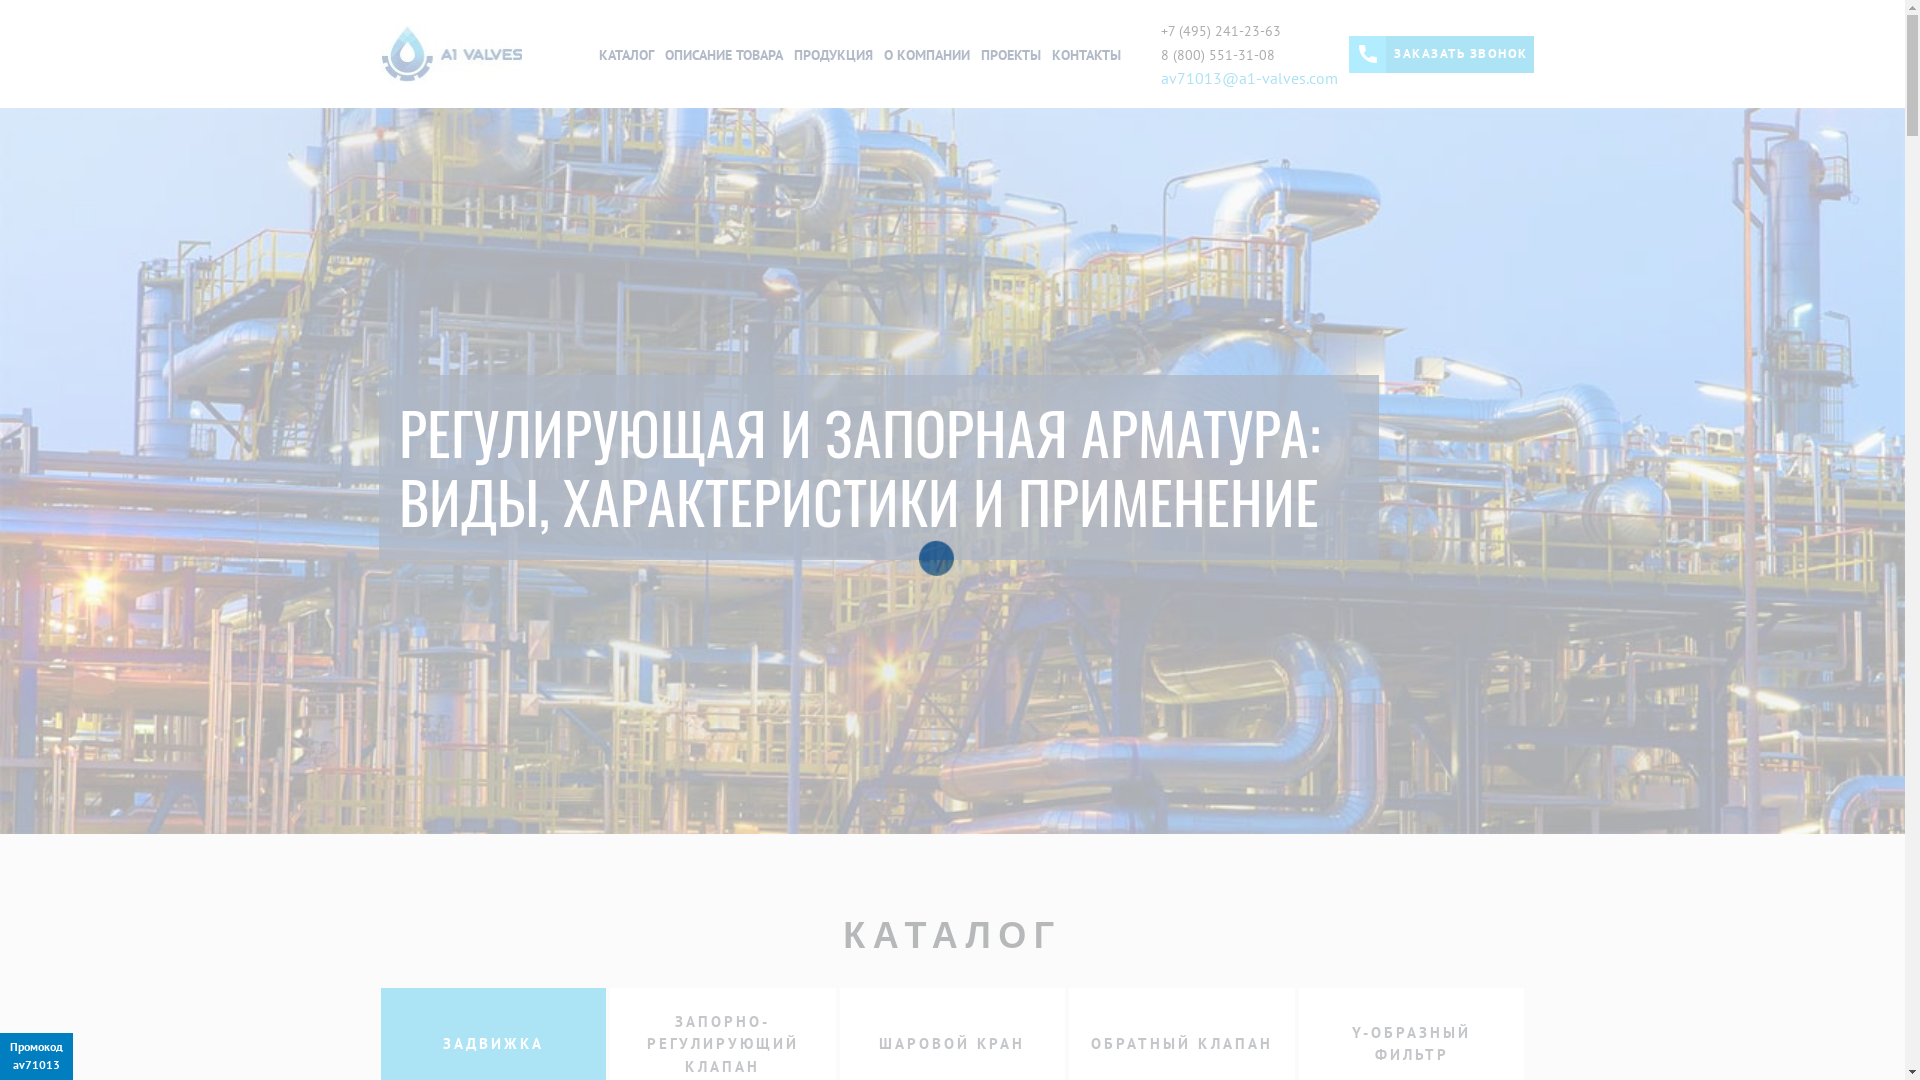 A1 VALVES
КАТАЛОГ ОПИСАНИЕ ТОВАРА ПРОДУКЦИЯ О КОМПАНИИ ПРОЕКТЫ КОНТАКТЫ
+7 (495) 241-23-63
8 (800) 551-31-08
av71013@a1-valves.com
ЗАКАЗАТЬ ЗВОНОК
РЕГУЛИРУЮЩАЯ И ЗАПОРНАЯ АРМАТУРА:
ВИДЫ, ХАРАКТЕРИСТИКИ И ПРИМЕНЕНИЕ
КАТАЛОГ
ЗАДВИЖКА
ЗАПОРНО-
РЕГУЛИРУЮЩИЙ
КЛАПАН
ШАРОВОЙ КРАН
ОБРАТНЫЙ КЛАПАН
Y-ОБРАЗНЫЙ
ФИЛЬТР
Промокод
av71013